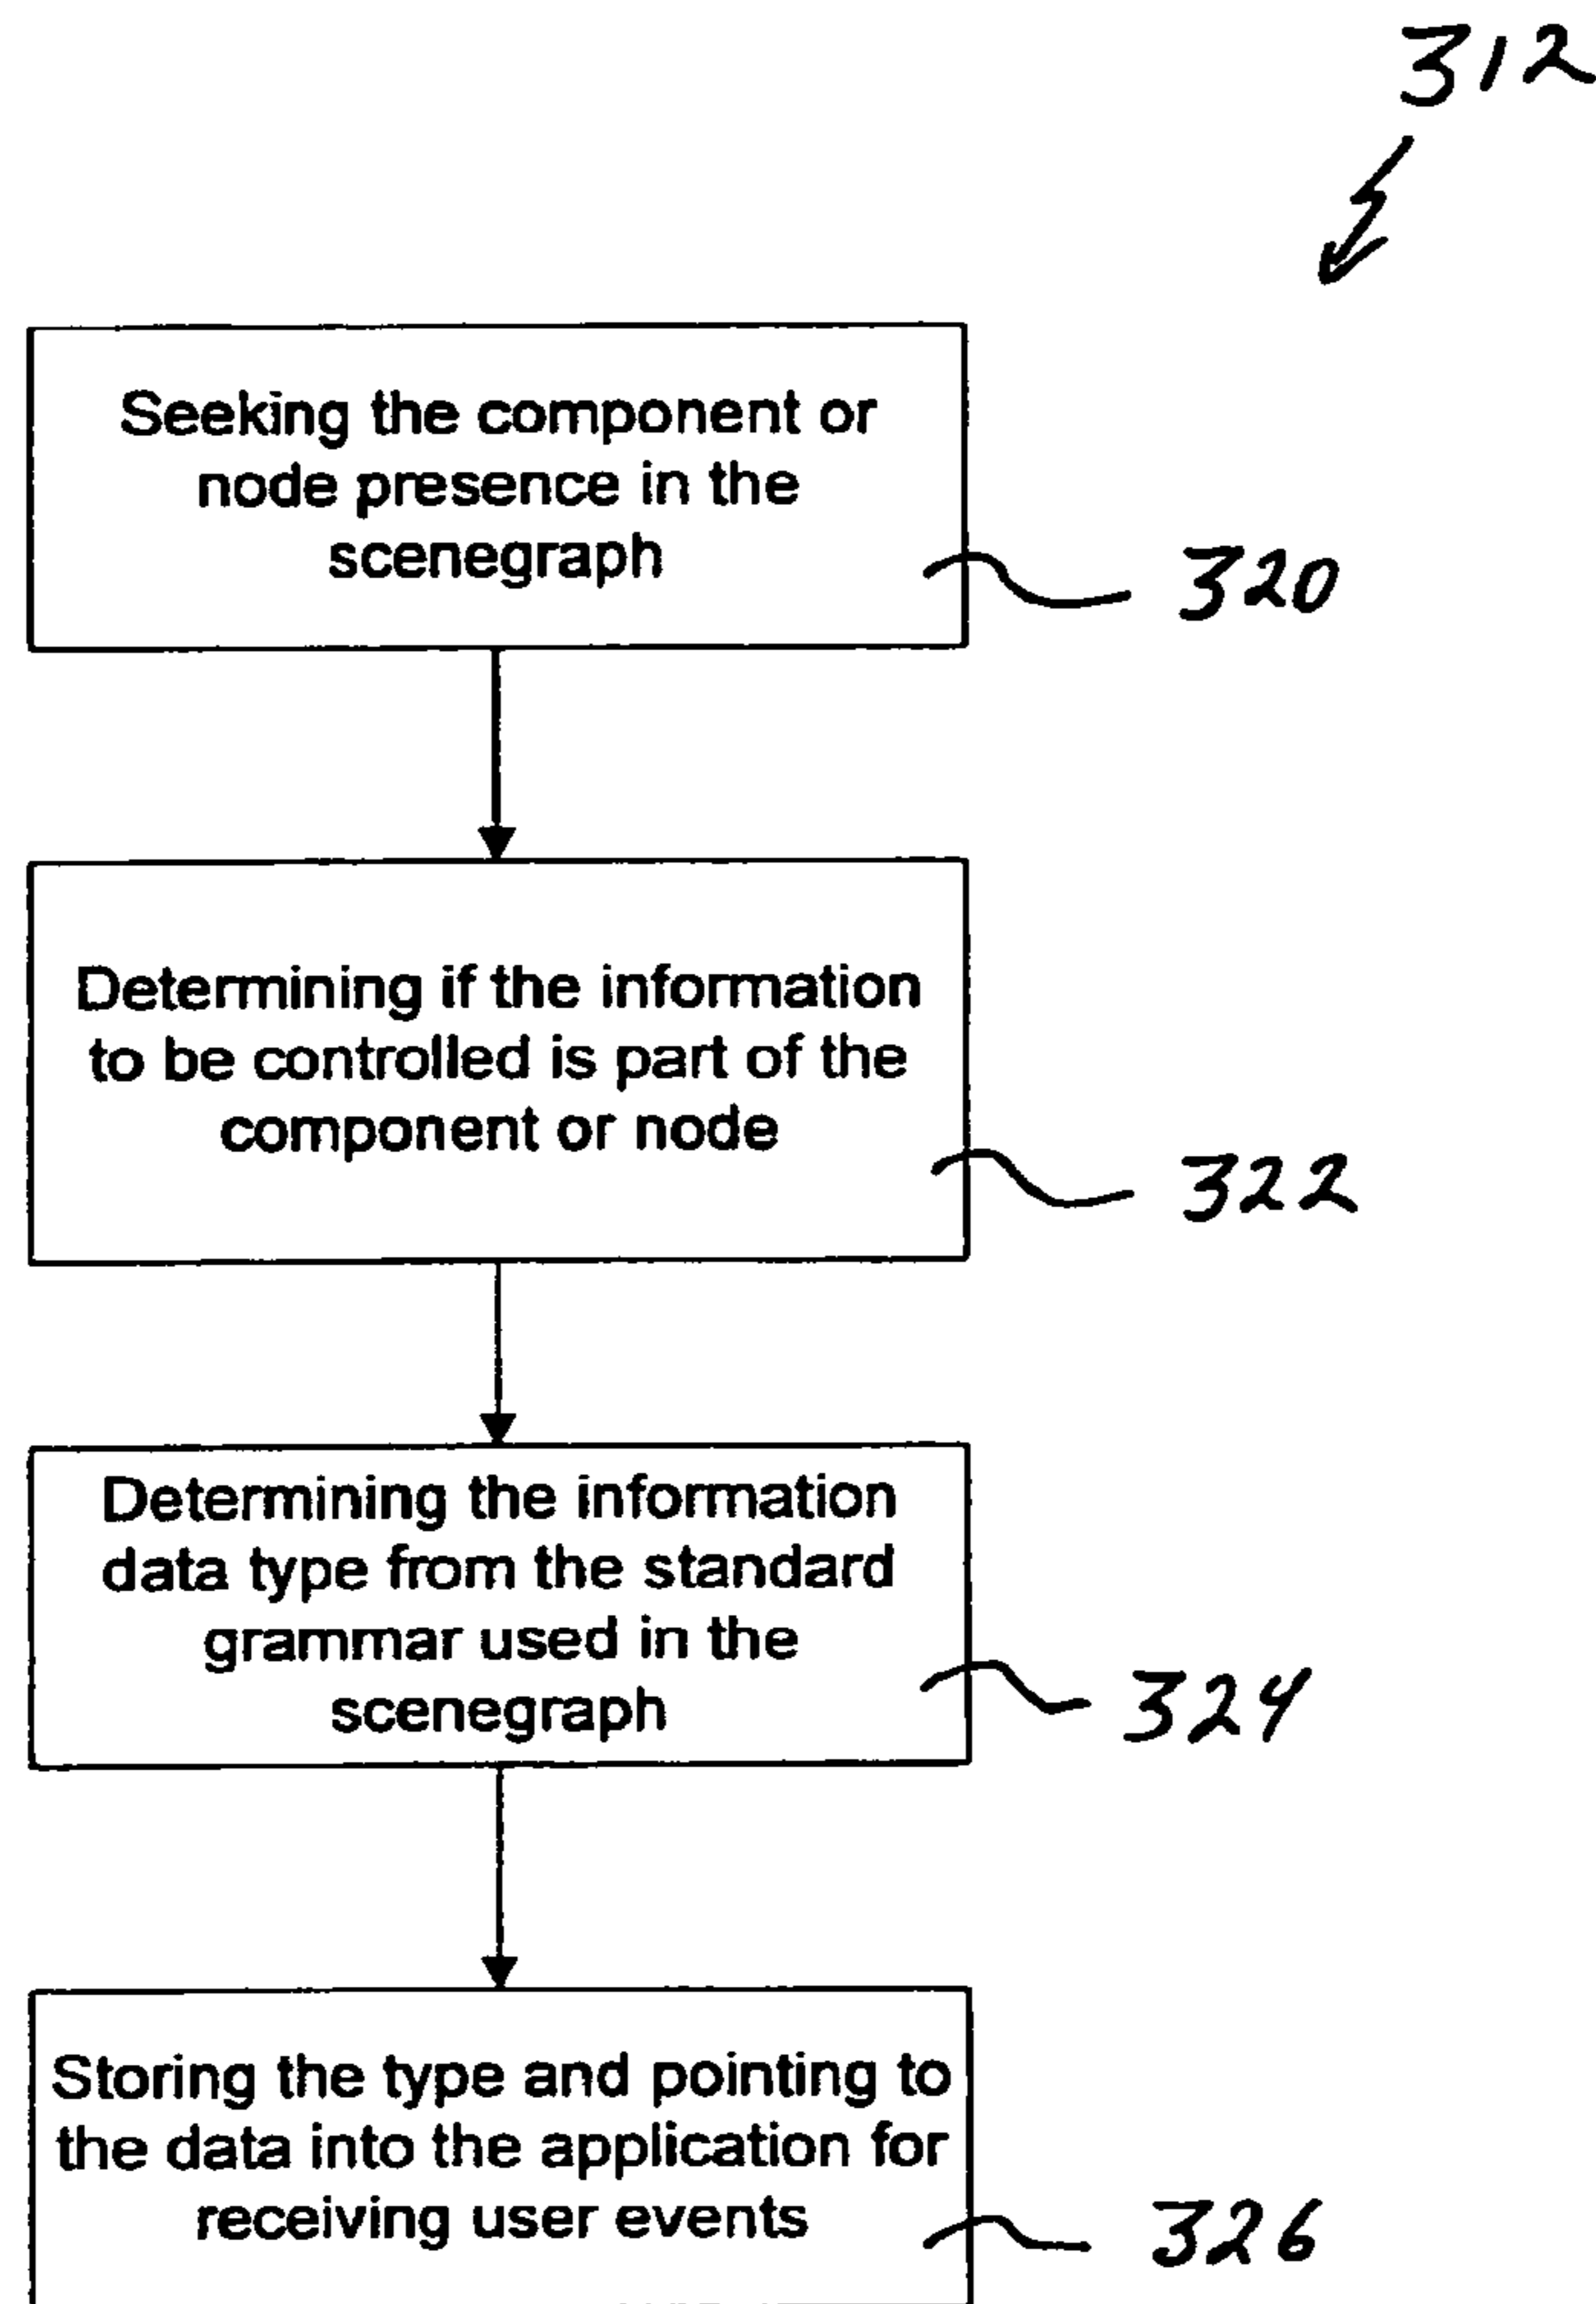 312
Seeking the component or
node presence in the
scenegraph
320
Determining if the information
to be controlled is part of the
component or node
322
Determining the information
data type from the standard
grammar used in the
scenegraph
324
Storing the type and pointing to
the data into the application for
receiving user events
326